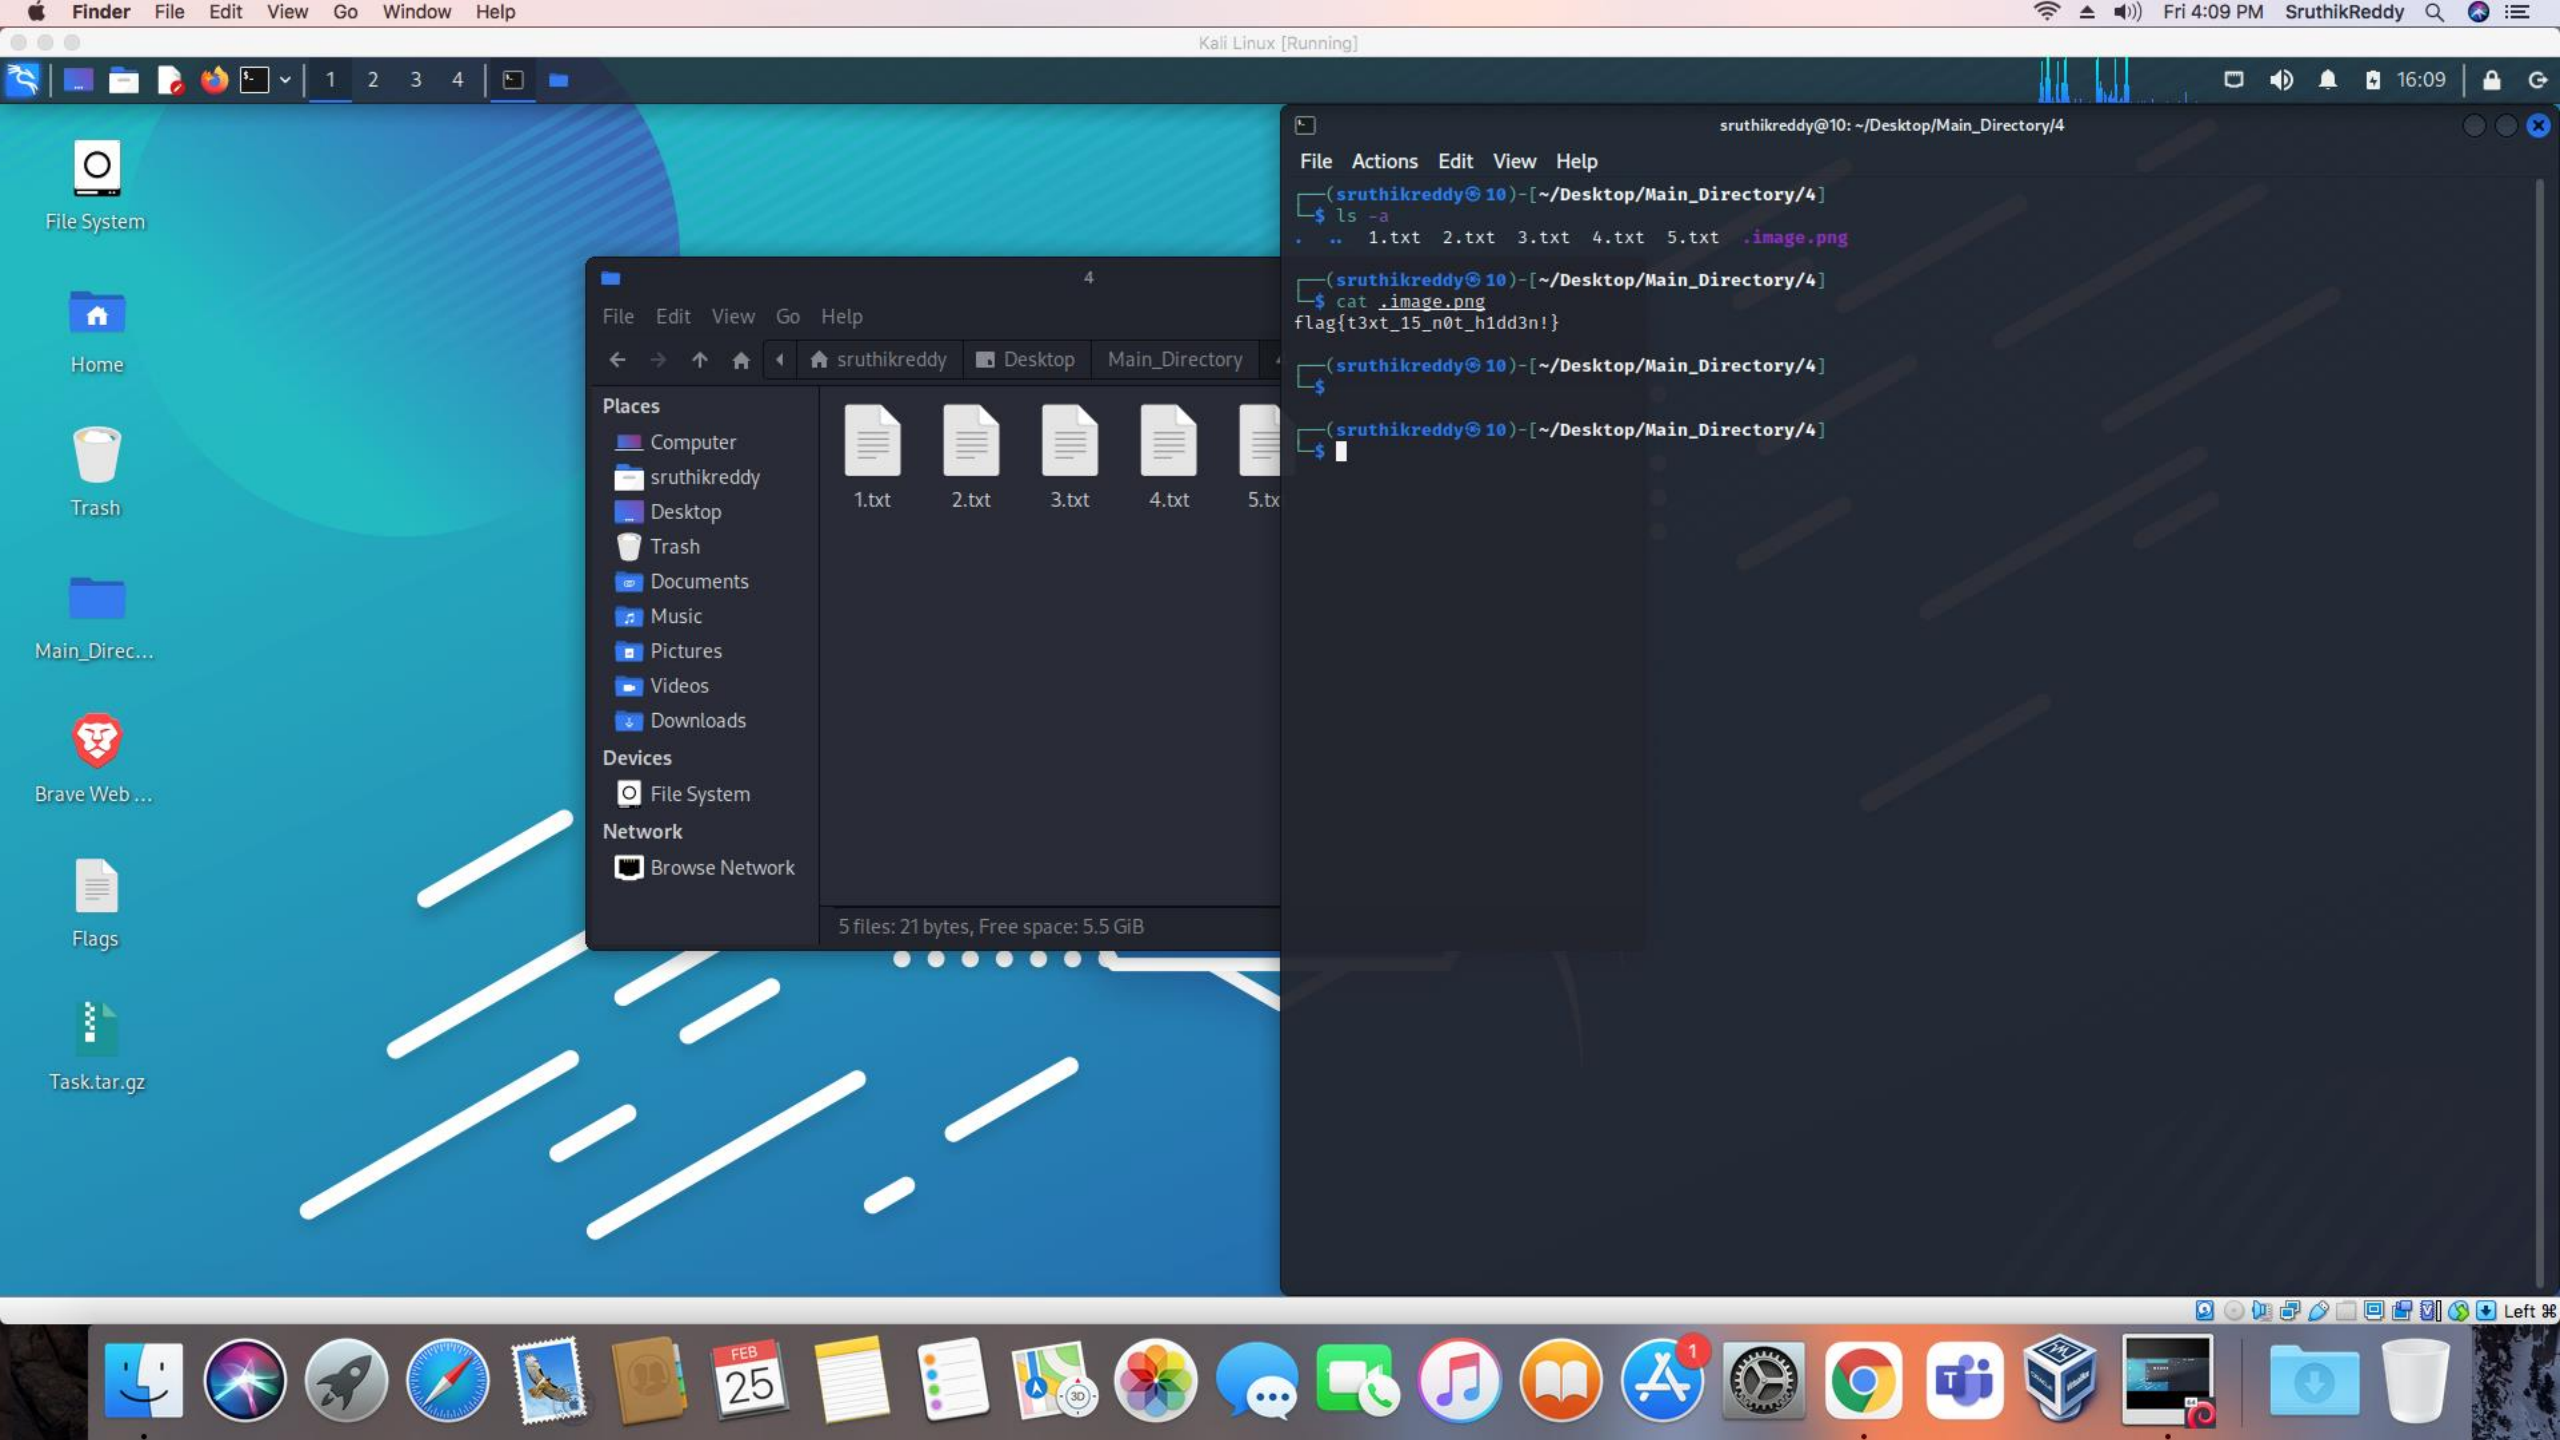 Finder File Edit View Go Window Help
Fri 4:09 PM SruthikReddy
Kali Linux [Running]
1 2 3 4
16:09
File System
Home
Trash
Main_Direc...
Brave Web ...
Flags
Task.tar.gz
4
File Edit View Go Help
sruthikreddy Desktop Main_Directory
Places
Computer
sruthikreddy
Desktop
Trash
Documents
Music
Pictures
Videos
Downloads
Devices
File System
Network
Browse Network
1.txt 2.txt 3.txt 4.txt 5.tx
5 files: 21 bytes, Free space: 5.5 GiB
sruthikreddy@10: ~/Desktop/Main_Directory/4
File Actions Edit View Help
┌──(sruthikreddy㉿10)-[~/Desktop/Main_Directory/4]
└─$ ls -a
. .. 1.txt 2.txt 3.txt 4.txt 5.txt .image.png
┌──(sruthikreddy㉿10)-[~/Desktop/Main_Directory/4]
└─$ cat .image.png
flag{t3xt_15_n0t_h1dd3n!}
┌──(sruthikreddy㉿10)-[~/Desktop/Main_Directory/4]
└─$
┌──(sruthikreddy㉿10)-[~/Desktop/Main_Directory/4]
└─$
Left ⌘
FEB
25
3D
1